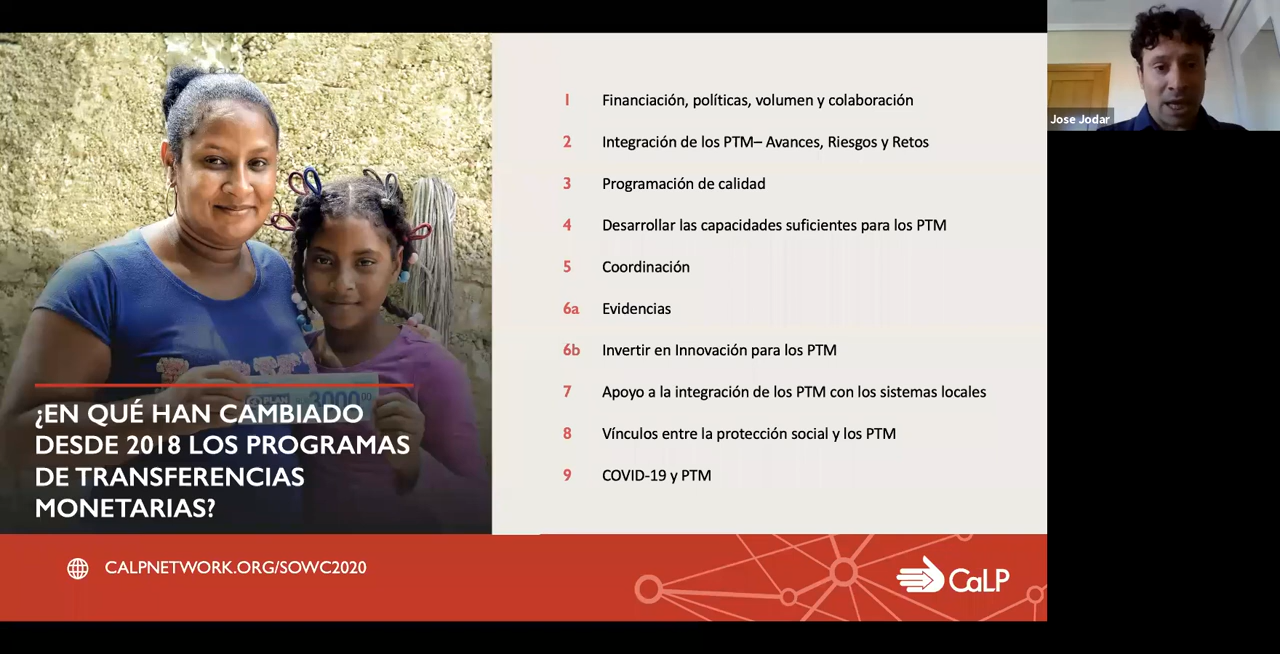 1 Financiación, políticas, volumen y colaboración
2 Integración de los PTM– Avances, Riesgos y Retos
3 Programación de calidad
4 Desarrollar las capacidades suficientes para los PTM
5 Coordinación
6a Evidencias
6b Invertir en Innovación para los PTM
7 Apoyo a la integración de los PTM con los sistemas locales
8 Vínculos entre la protección social y los PTM
9 COVID-19 y PTM
PLAN
3000 00
¿EN QUÉ HAN CAMBIADO
DESDE 2018 LOS PROGRAMAS
DE TRANSFERENCIAS
MONETARIAS?
CALPNETWORK.ORG/SOWC2020
CaLP
Jose Jodar